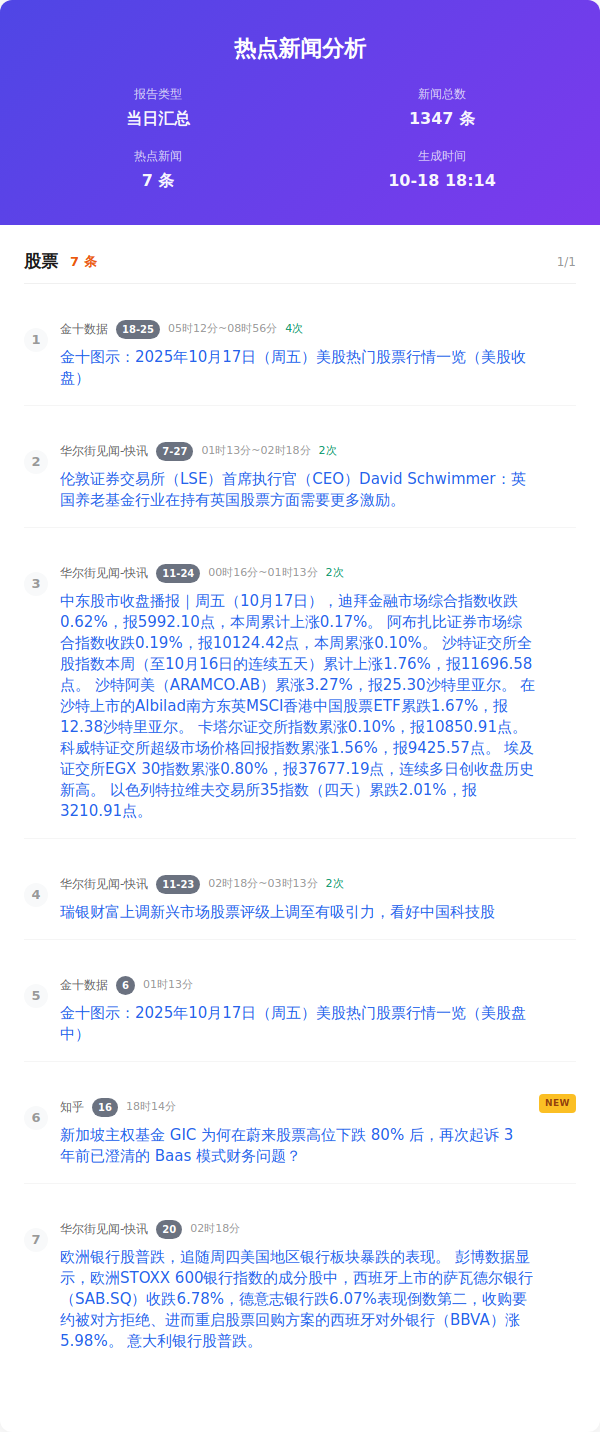 热点新闻分析
报告类型
新闻总数
当日汇总
1347 条
热点新闻
生成时间
7 条
10-18 18:14
股票 7 条 1/1
1 金十数据 18-25 05时12分~08时56分 4次
金十图示：2025年10月17日（周五）美股热门股票行情一览（美股收
盘）
2 华尔街见闻-快讯 7-27 01时13分~02时18分 2次
伦敦证券交易所（LSE）首席执行官（CEO）David Schwimmer：英
国养老基金行业在持有英国股票方面需要更多激励。
3 华尔街见闻-快讯 11-24 00时16分~01时13分 2次
中东股市收盘播报｜周五（10月17日），迪拜金融市场综合指数收跌
0.62%，报5992.10点，本周累计上涨0.17%。 阿布扎比证券市场综
合指数收跌0.19%，报10124.42点，本周累涨0.10%。 沙特证交所全
股指数本周（至10月16日的连续五天）累计上涨1.76%，报11696.58
点。 沙特阿美（ARAMCO.AB）累涨3.27%，报25.30沙特里亚尔。 在
沙特上市的Albilad南方东英MSCI香港中国股票ETF累跌1.67%，报
12.38沙特里亚尔。 卡塔尔证交所指数累涨0.10%，报10850.91点。
科威特证交所超级市场价格回报指数累涨1.56%，报9425.57点。 埃及
证交所EGX 30指数累涨0.80%，报37677.19点，连续多日创收盘历史
新高。 以色列特拉维夫交易所35指数（四天）累跌2.01%，报
3210.91点。
4 华尔街见闻-快讯 11-23 02时18分~03时13分 2次
瑞银财富上调新兴市场股票评级上调至有吸引力，看好中国科技股
5 金十数据 6 01时13分
金十图示：2025年10月17日（周五）美股热门股票行情一览（美股盘
中）
6 知乎 16 18时14分 NEW
新加坡主权基金 GIC 为何在蔚来股票高位下跌 80% 后，再次起诉 3
年前已澄清的 Baas 模式财务问题？
7 华尔街见闻-快讯 20 02时18分
欧洲银行股普跌，追随周四美国地区银行板块暴跌的表现。 彭博数据显
示，欧洲STOXX 600银行指数的成分股中，西班牙上市的萨瓦德尔银行
（SAB.SQ）收跌6.78%，德意志银行跌6.07%表现倒数第二，收购要
约被对方拒绝、进而重启股票回购方案的西班牙对外银行（BBVA）涨
5.98%。 意大利银行股普跌。